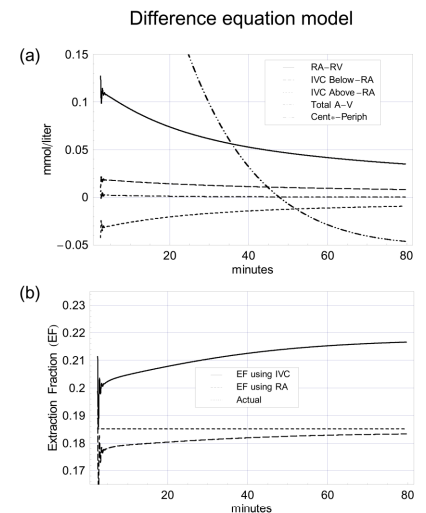 Difference equation model
(a)
0.15
0.1
0.05
0
−0.05
mmol/liter
RA−RV
IVC Below−RA
IVC Above−RA
Total A−V
Cent∘−Periph
20
40
60
80
minutes
(b)
0.23
0.22
0.21
0.2
0.19
0.18
0.17
Extraction Fraction (EF)
EF using IVC
EF using RA
Actual
20
40
60
80
minutes